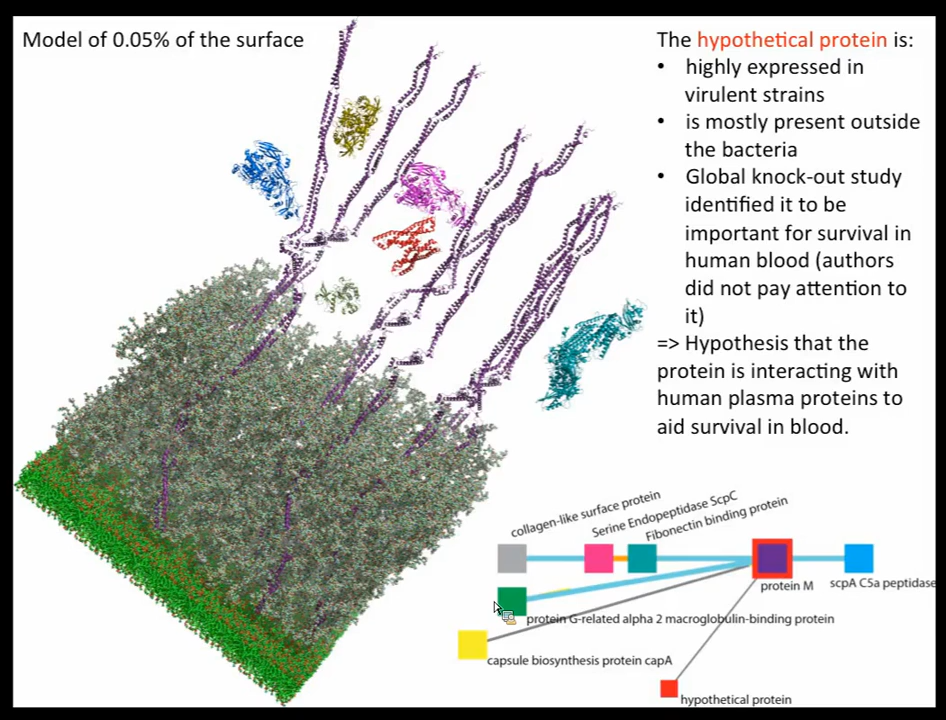 Model of 0.05% of the surface
The hypothetical protein is:
• highly expressed in
virulent strains
• is mostly present outside
the bacteria
• Global knock-out study
identified it to be
important for survival in
human blood (authors
did not pay attention to
it)
=> Hypothesis that the
protein is interacting with
human plasma proteins to
aid survival in blood.
collagen-like surface protein
Serine Endopeptidase ScpC
Fibonectin binding protein
protein M
scpA C5a peptidase
protein G-related alpha 2 macroglobulin-binding protein
capsule biosynthesis protein capA
hypothetical protein